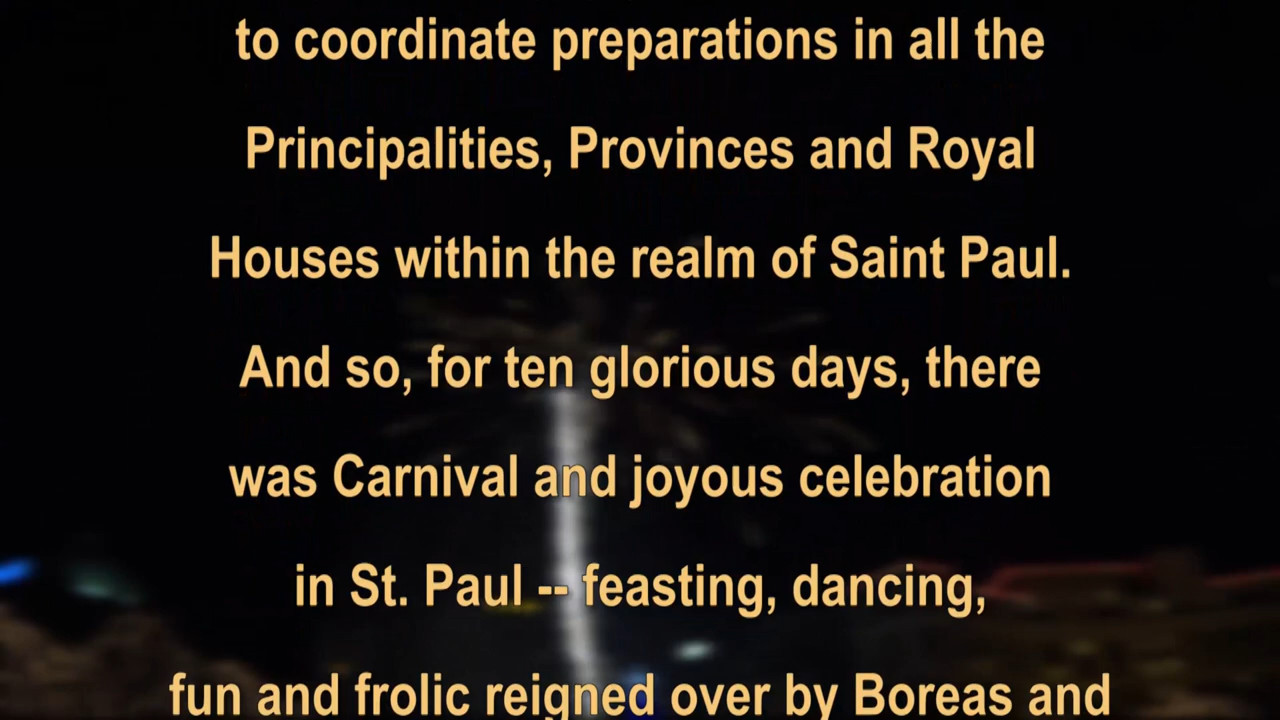 to coordinate preparations in all the
Principalities, Provinces and Royal
Houses within the realm of Saint Paul.
And so, for ten glorious days, there
was Carnival and joyous celebration
in St. Paul -- feasting, dancing,
fun and frolic reigned over by Boreas and